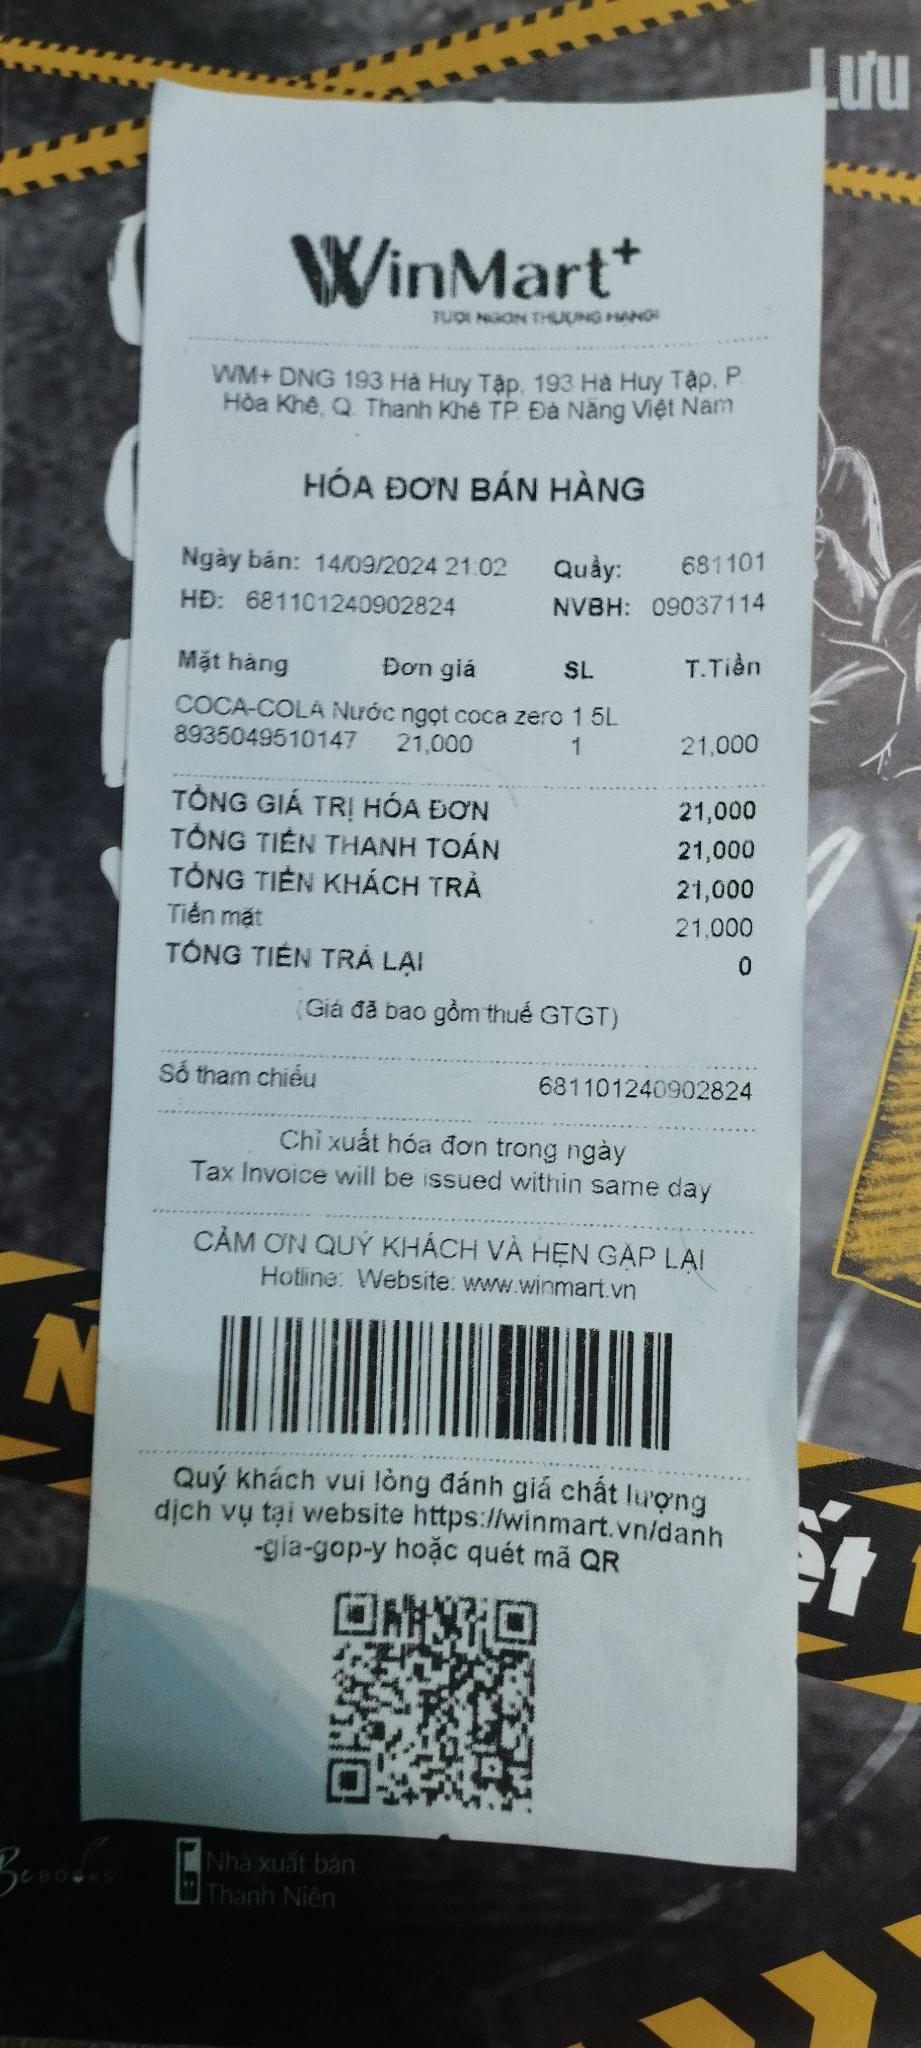 Lưu
WinMart+
TƯƠI NGON THƯỢNG HẠNG!
WM+ DNG 193 Hà Huy Tập, 193 Hà Huy Tập, P.
Hòa Khê, Q. Thanh Khê TP. Đà Nẵng Việt Nam
HÓA ĐƠN BÁN HÀNG
Ngày bán: 14/09/2024 21:02 Quầy: 681101
HĐ: 681101240902824 NVBH: 09037114
Mặt hàng Đơn giá SL T.Tiền
COCA-COLA Nước ngọt coca zero 1.5L
8935049510147 21,000 1 21,000
TỔNG GIÁ TRỊ HÓA ĐƠN 21,000
TỔNG TIỀN THANH TOÁN 21,000
TỔNG TIỀN KHÁCH TRẢ 21,000
Tiền mặt 21,000
TỔNG TIỀN TRẢ LẠI 0
(Giá đã bao gồm thuế GTGT)
Số tham chiếu 681101240902824
Chỉ xuất hóa đơn trong ngày
Tax Invoice will be issued within same day
CẢM ƠN QUÝ KHÁCH VÀ HẸN GẶP LẠI
Hotline: Website: www.winmart.vn
Quý khách vui lòng đánh giá chất lượng
dịch vụ tại website https://winmart.vn/danh
-gia-gop-y hoặc quét mã QR
BeBOOKS
Nhà xuất bản
Thanh Niên